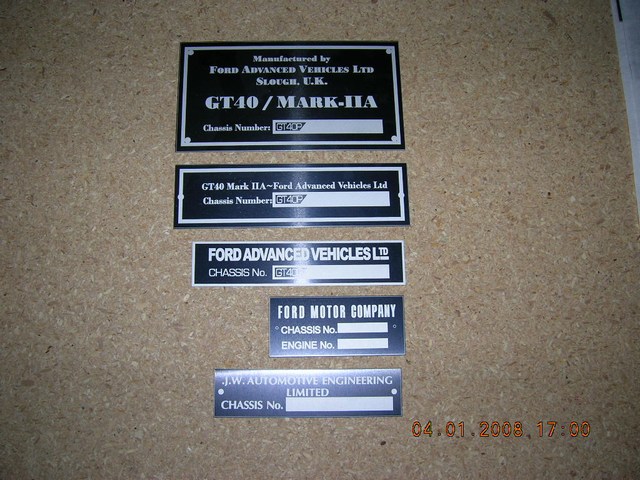 Manufactured by
FORD ADVANCED VEHICLES LTD
SLOUGH, U.K.
GT40 / MARK-IIA
Chassis Number: GT40P/
GT40 Mark IIA~Ford Advanced Vehicles Ltd
Chassis Number: GT40P/
FORD ADVANCED VEHICLES LTD
CHASSIS No. GT40P/
FORD MOTOR COMPANY
CHASSIS No.
ENGINE No.
J.W. AUTOMOTIVE ENGINEERING
LIMITED
CHASSIS No.
04.01.2008 17:00